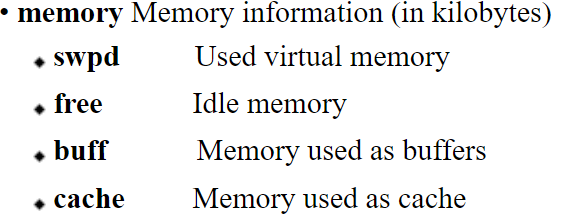 • memory Memory information (in kilobytes)
◆ swpd Used virtual memory
◆ free Idle memory
◆ buff Memory used as buffers
◆ cache Memory used as cache